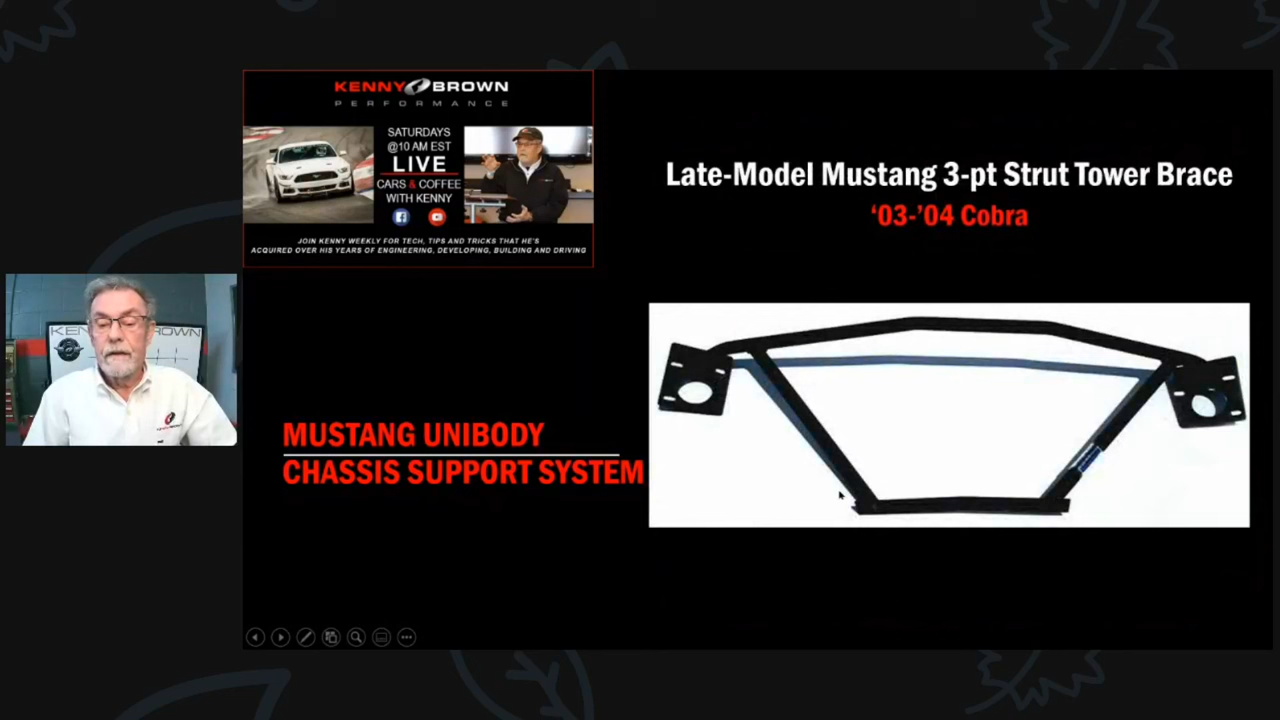 KENNY BROWN
PERFORMANCE
SATURDAYS
@10 AM EST
LIVE
CARS & COFFEE
WITH KENNY
JOIN KENNY WEEKLY FOR TECH, TIPS AND TRICKS THAT HE'S
ACQUIRED OVER HIS YEARS OF ENGINEERING, DEVELOPING, BUILDING AND DRIVING
Late-Model Mustang 3-pt Strut Tower Brace
‘03-’04 Cobra
KEN ROWN
MUSTANG UNIBODY
CHASSIS SUPPORT SYSTEM